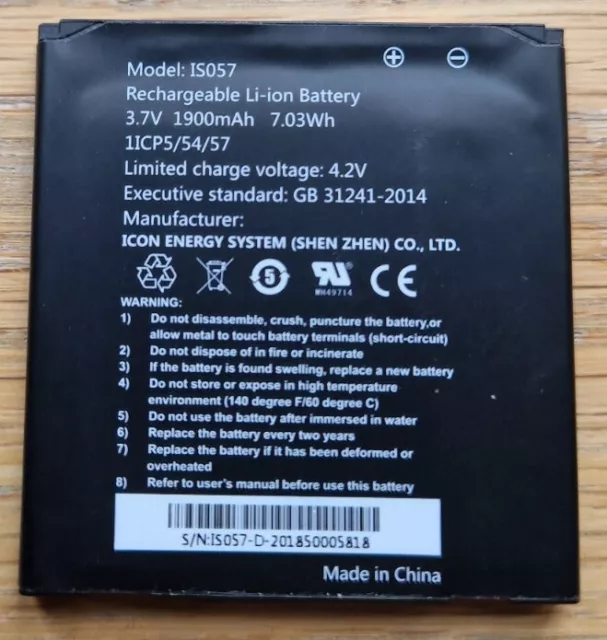 Model: IS057
Rechargeable Li-ion Battery
3.7V 1900mAh 7.03Wh
1ICP5/54/57
Limited charge voltage: 4.2V
Executive standard: GB 31241-2014
Manufacturer:
ICON ENERGY SYSTEM (SHEN ZHEN) CO., LTD.
5
MH49714
CE
WARNING:
1) Do not disassemble, crush, puncture the battery,or
allow metal to touch battery terminals (short-circuit)
2) Do not dispose of in fire or incinerate
3) If the battery is found swelling, replace a new battery
4) Do not store or expose in high temperature
environment (140 degree F/60 degree C)
5) Do not use the battery after immersed in water
6) Replace the battery every two years
7) Replace the battery if it has been deformed or
overheated
8) Refer to user's manual before use this battery
S/N:IS057-D-201850005818
Made in China